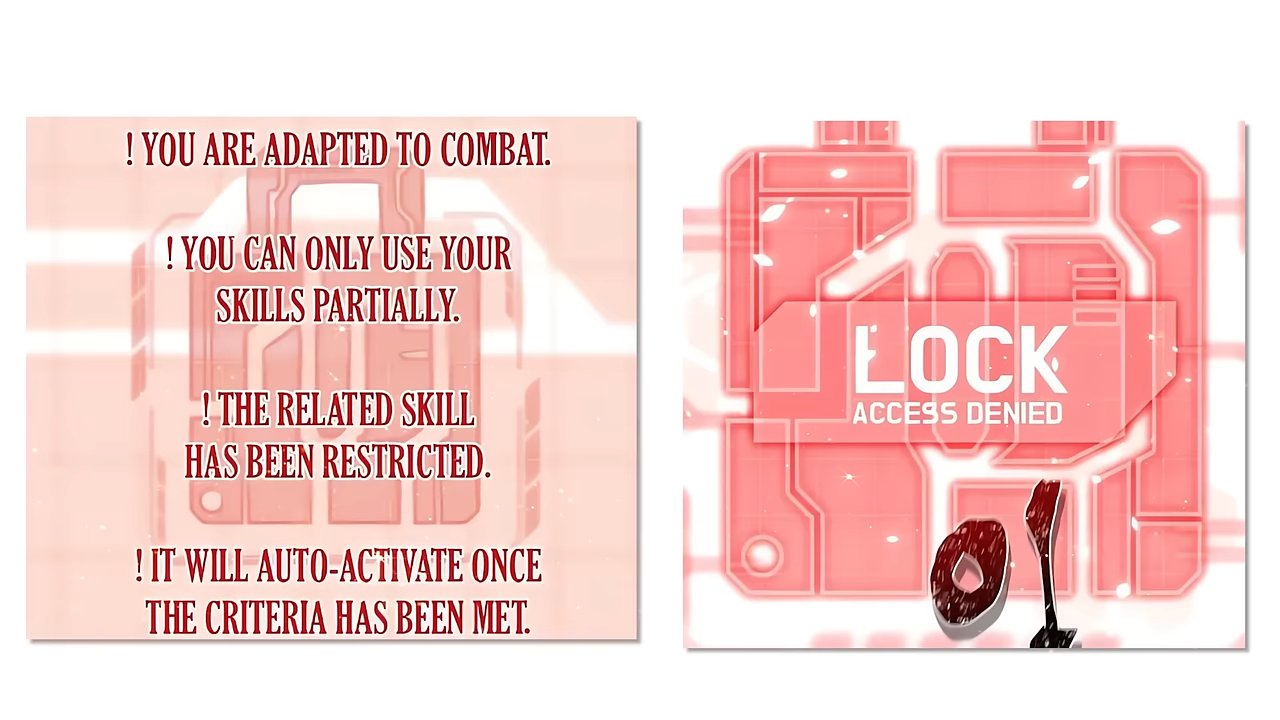 ! YOU ARE ADAPTED TO COMBAT.
! YOU CAN ONLY USE YOUR
SKILLS PARTIALLY.
! THE RELATED SKILL
HAS BEEN RESTRICTED.
! IT WILL AUTO-ACTIVATE ONCE
THE CRITERIA HAS BEEN MET.
LOCK
ACCESS DENIED